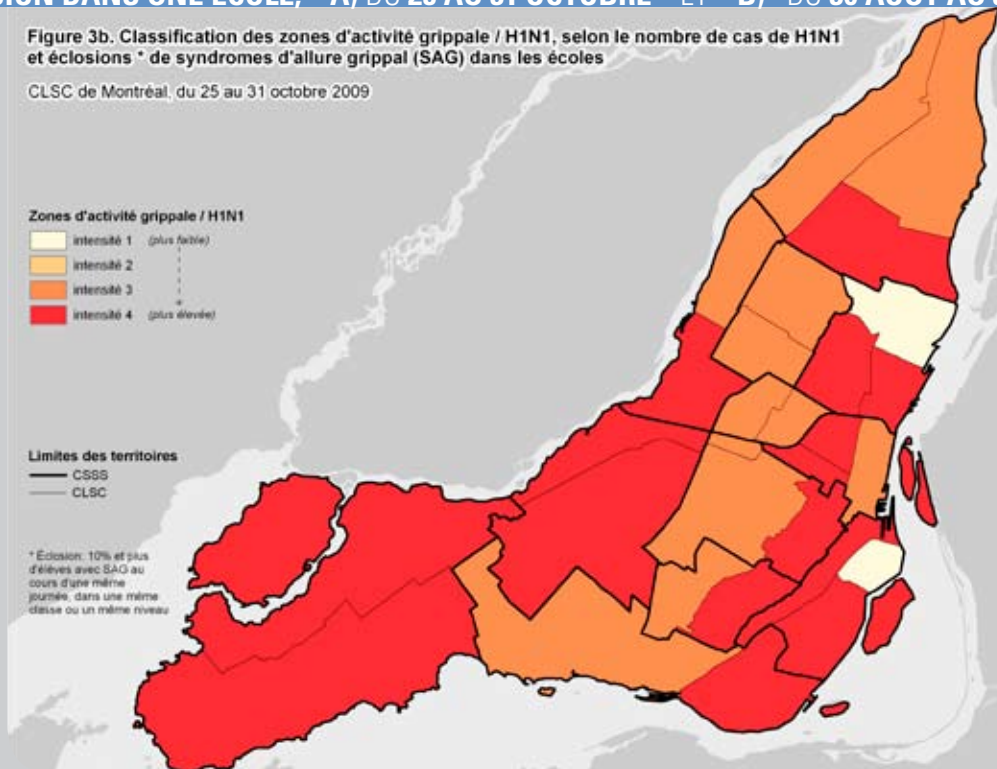 DANS UNE ÉCOLE,
Figure 3b. Classification des zones d'activité grippale / H1N1, selon le nombre de cas de H1N1
et éclosions * de syndromes d'allure grippal (SAG) dans les écoles
CLSC de Montréal, du 25 au 31 octobre 2009
Zones d'activité grippale / H1N1
intensité 1 (plus faible)
intensité 2
intensité 3
intensité 4 (plus élevée)
Limites des territoires
CSSS
CLSC
* Éclosion: 10% et plus
d'élèves avec SAG au
cours d'une même
journée, dans une même
classe ou un même niveau